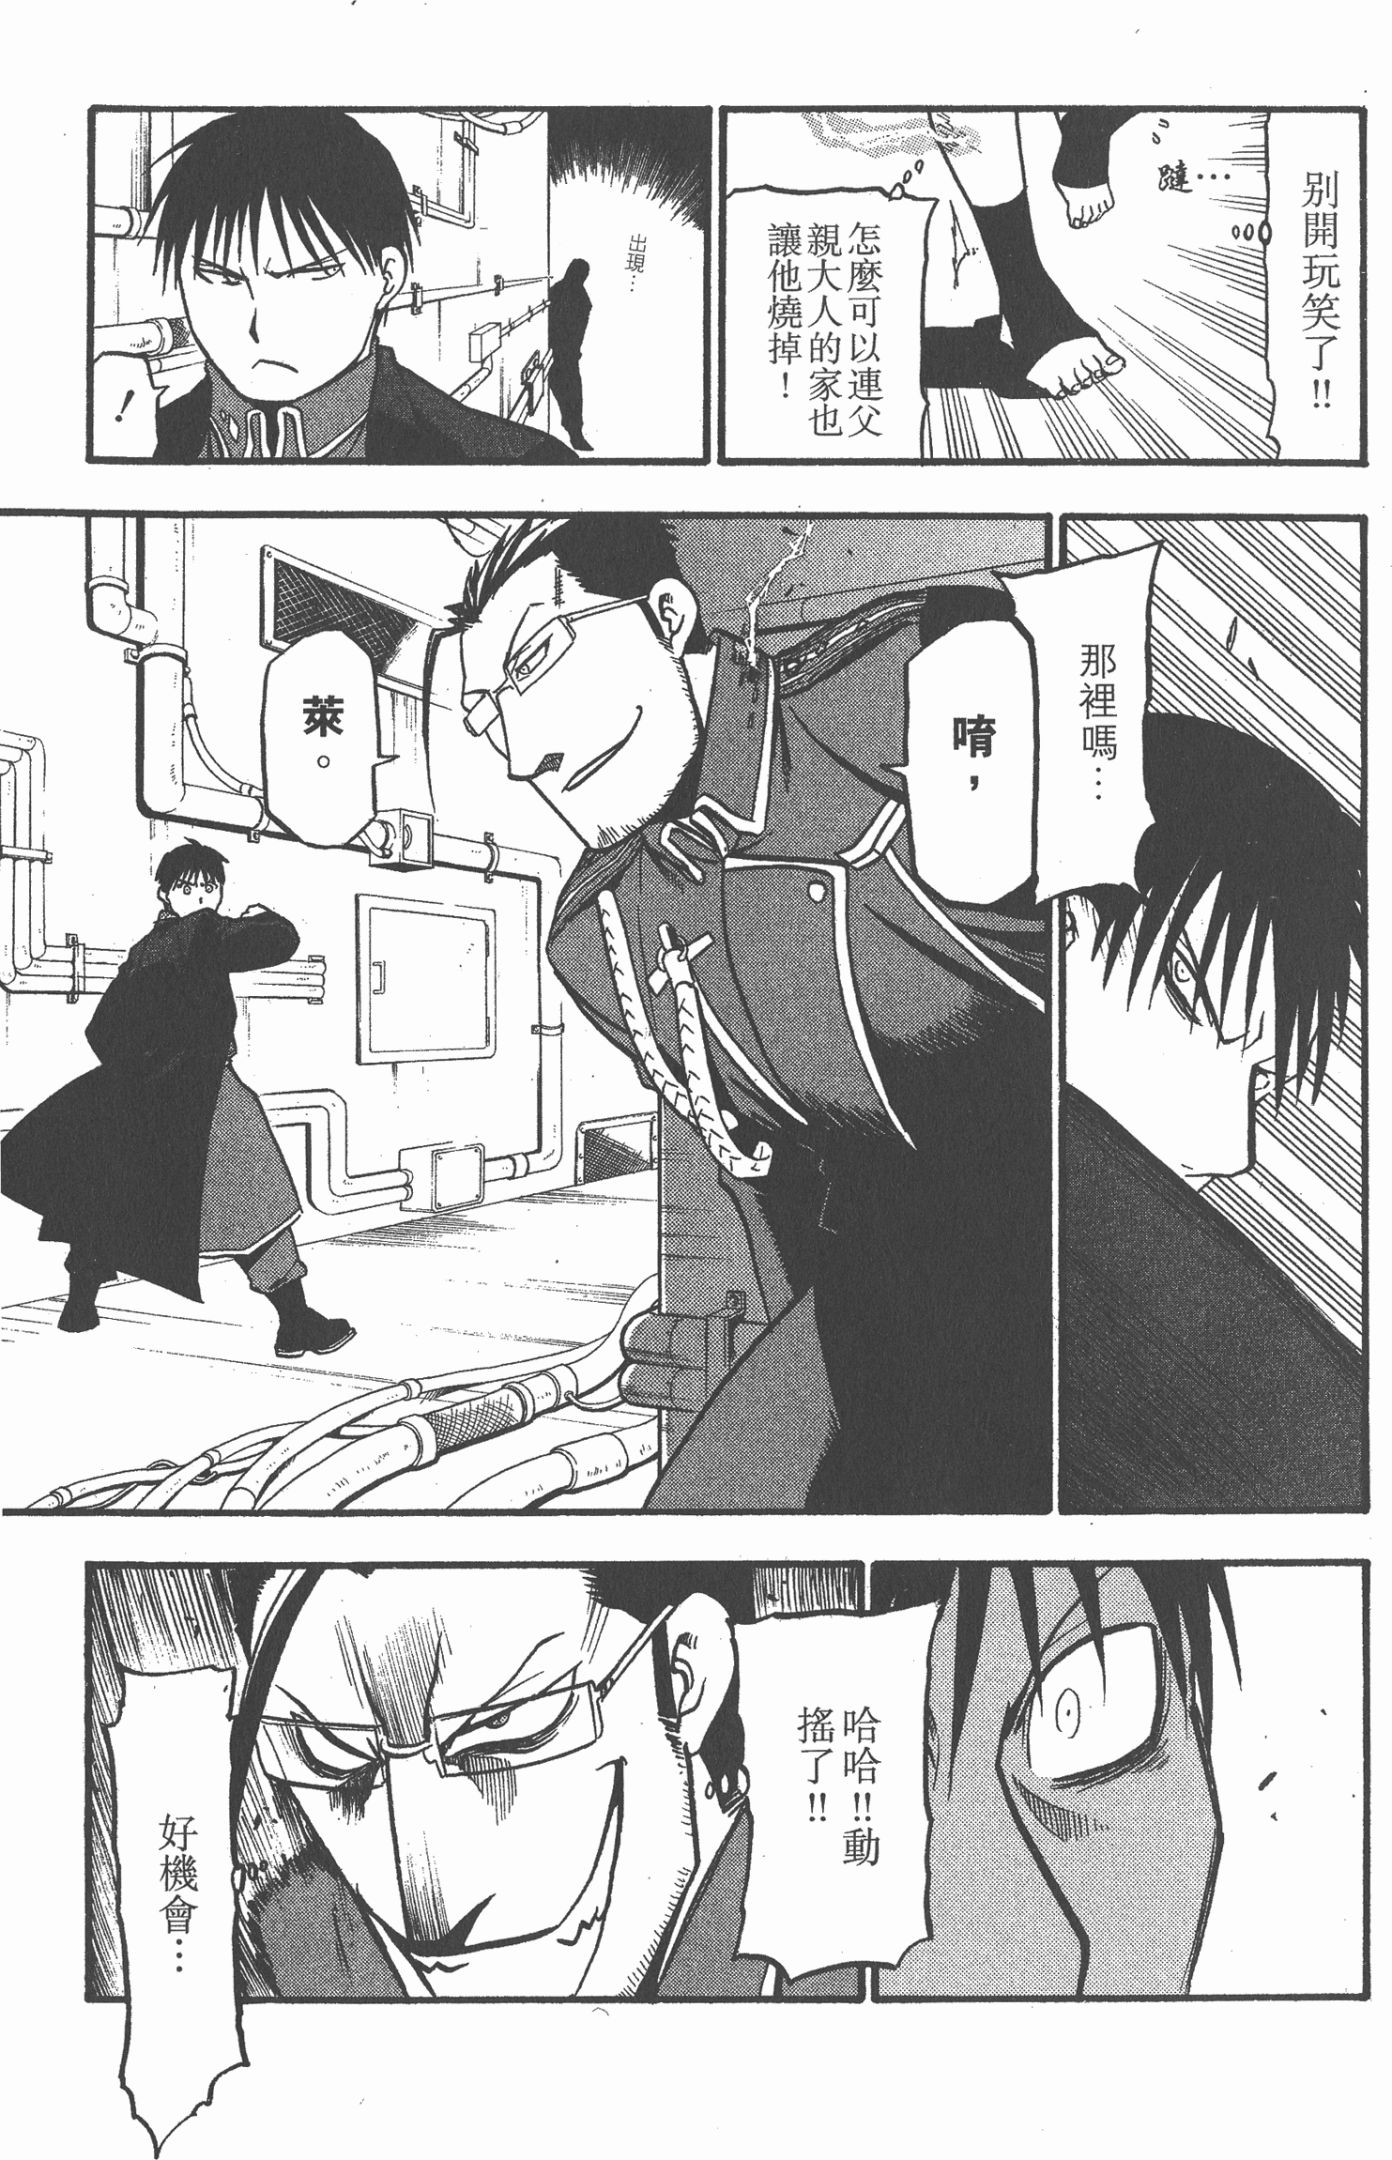 別開玩笑了!!
躂…
怎麼可以連父
親大人的家也
讓他燒掉！
出現…
！
那裡嗎…
唷，
萊。
哈哈!!動
搖了!!
好機會…